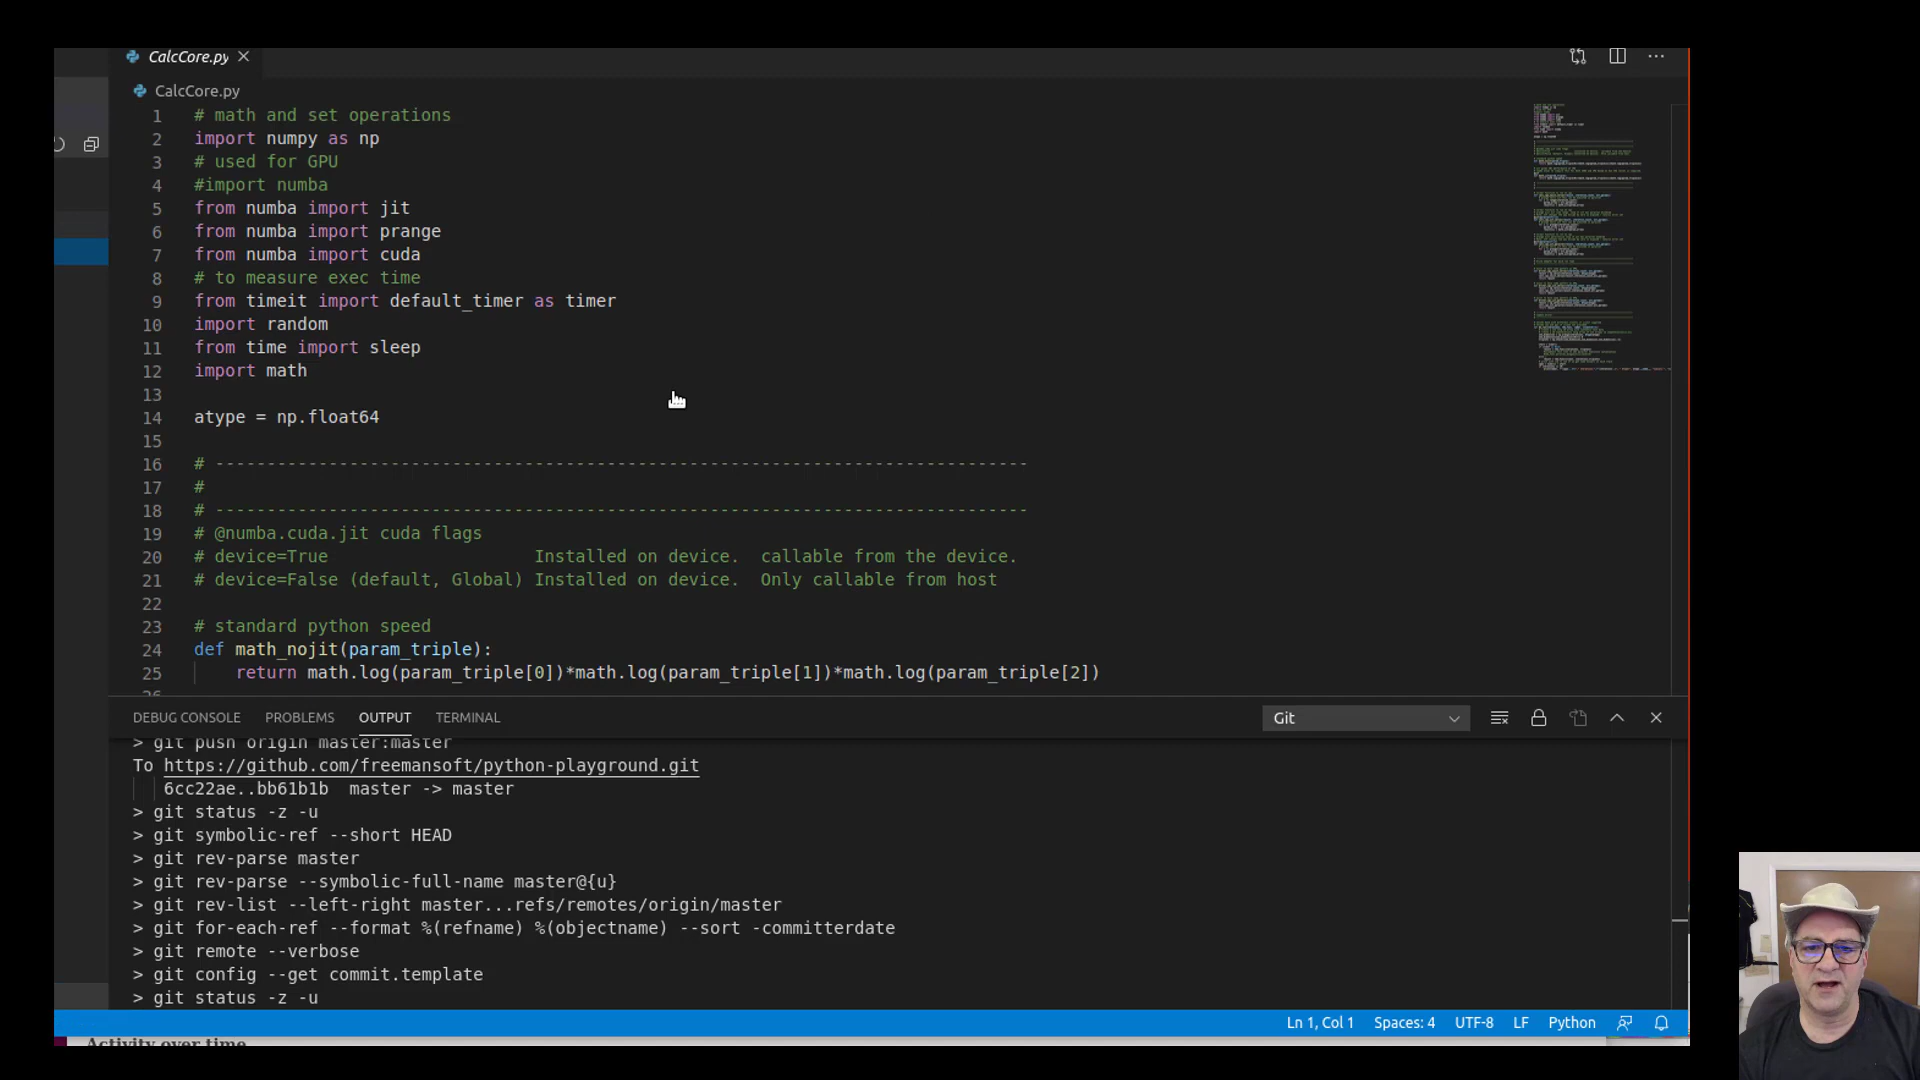 CalcCore.py
CalcCore.py
1 # math and set operations
2 import numpy as np
3 # used for GPU
4 #import numba
5 from numba import jit
6 from numba import prange
7 from numba import cuda
8 # to measure exec time
9 from timeit import default_timer as timer
10 import random
11 from time import sleep
12 import math
13
14 atype = np.float64
15
16 # -------------------------------------------------------------------------------
17 #
18 # -------------------------------------------------------------------------------
19 # @numba.cuda.jit cuda flags
20 # device=True                    Installed on device.  callable from the device.
21 # device=False (default, Global) Installed on device.  Only callable from host
22
23 # standard python speed
24 def math_nojit(param_triple):
25     return math.log(param_triple[0])*math.log(param_triple[1])*math.log(param_triple[2])
26
DEBUG CONSOLE PROBLEMS OUTPUT TERMINAL Git
> git push origin master:master
To https://github.com/freemansoft/python-playground.git
6cc22ae..bb61b1b  master -> master
> git status -z -u
> git symbolic-ref --short HEAD
> git rev-parse master
> git rev-parse --symbolic-full-name master@{u}
> git rev-list --left-right master...refs/remotes/origin/master
> git for-each-ref --format %(refname) %(objectname) --sort -committerdate
> git remote --verbose
> git config --get commit.template
> git status -z -u
Ln 1, Col 1 Spaces: 4 UTF-8 LF Python
Activity over time